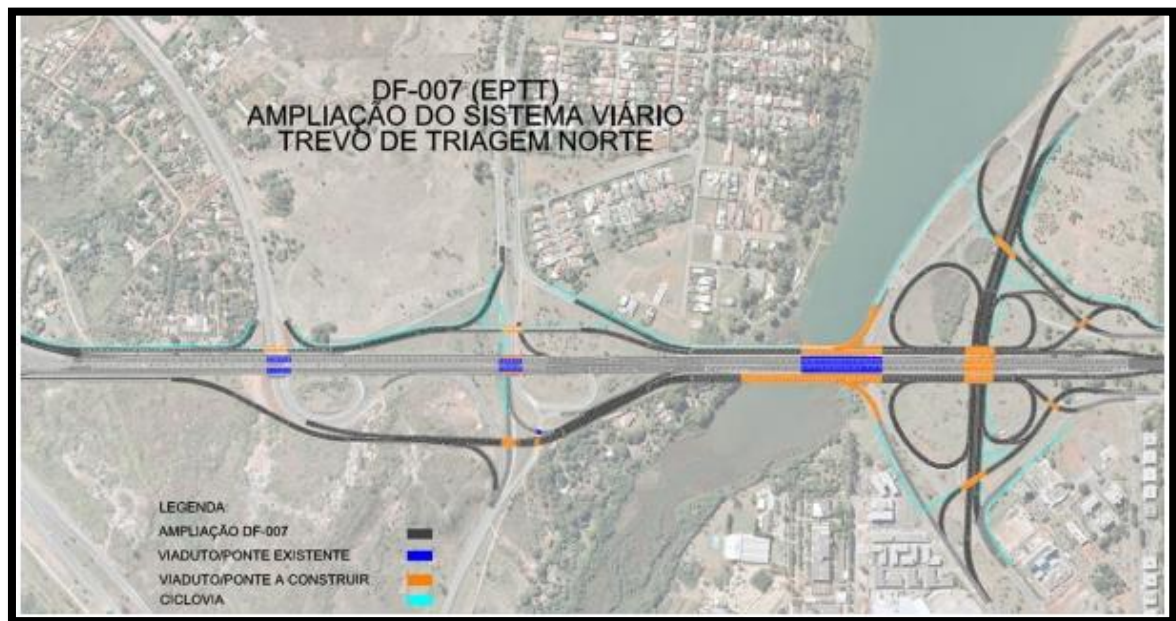 DF-007 (EPTT)
AMPLIAÇÃO DO SISTEMA VIÁRIO
TREVO DE TRIAGEM NORTE
LEGENDA:
AMPLIAÇÃO DF-007
VIADUTO/PONTE EXISTENTE
VIADUTO/PONTE A CONSTRUIR
CICLOVIA